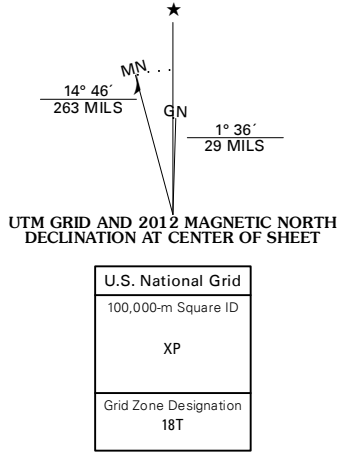 ★
MN
14° 46´
263 MILS
GN
1° 36´
29 MILS
UTM GRID AND 2012 MAGNETIC NORTH
DECLINATION AT CENTER OF SHEET
U.S. National Grid
100,000-m Square ID
XP
Grid Zone Designation
18T